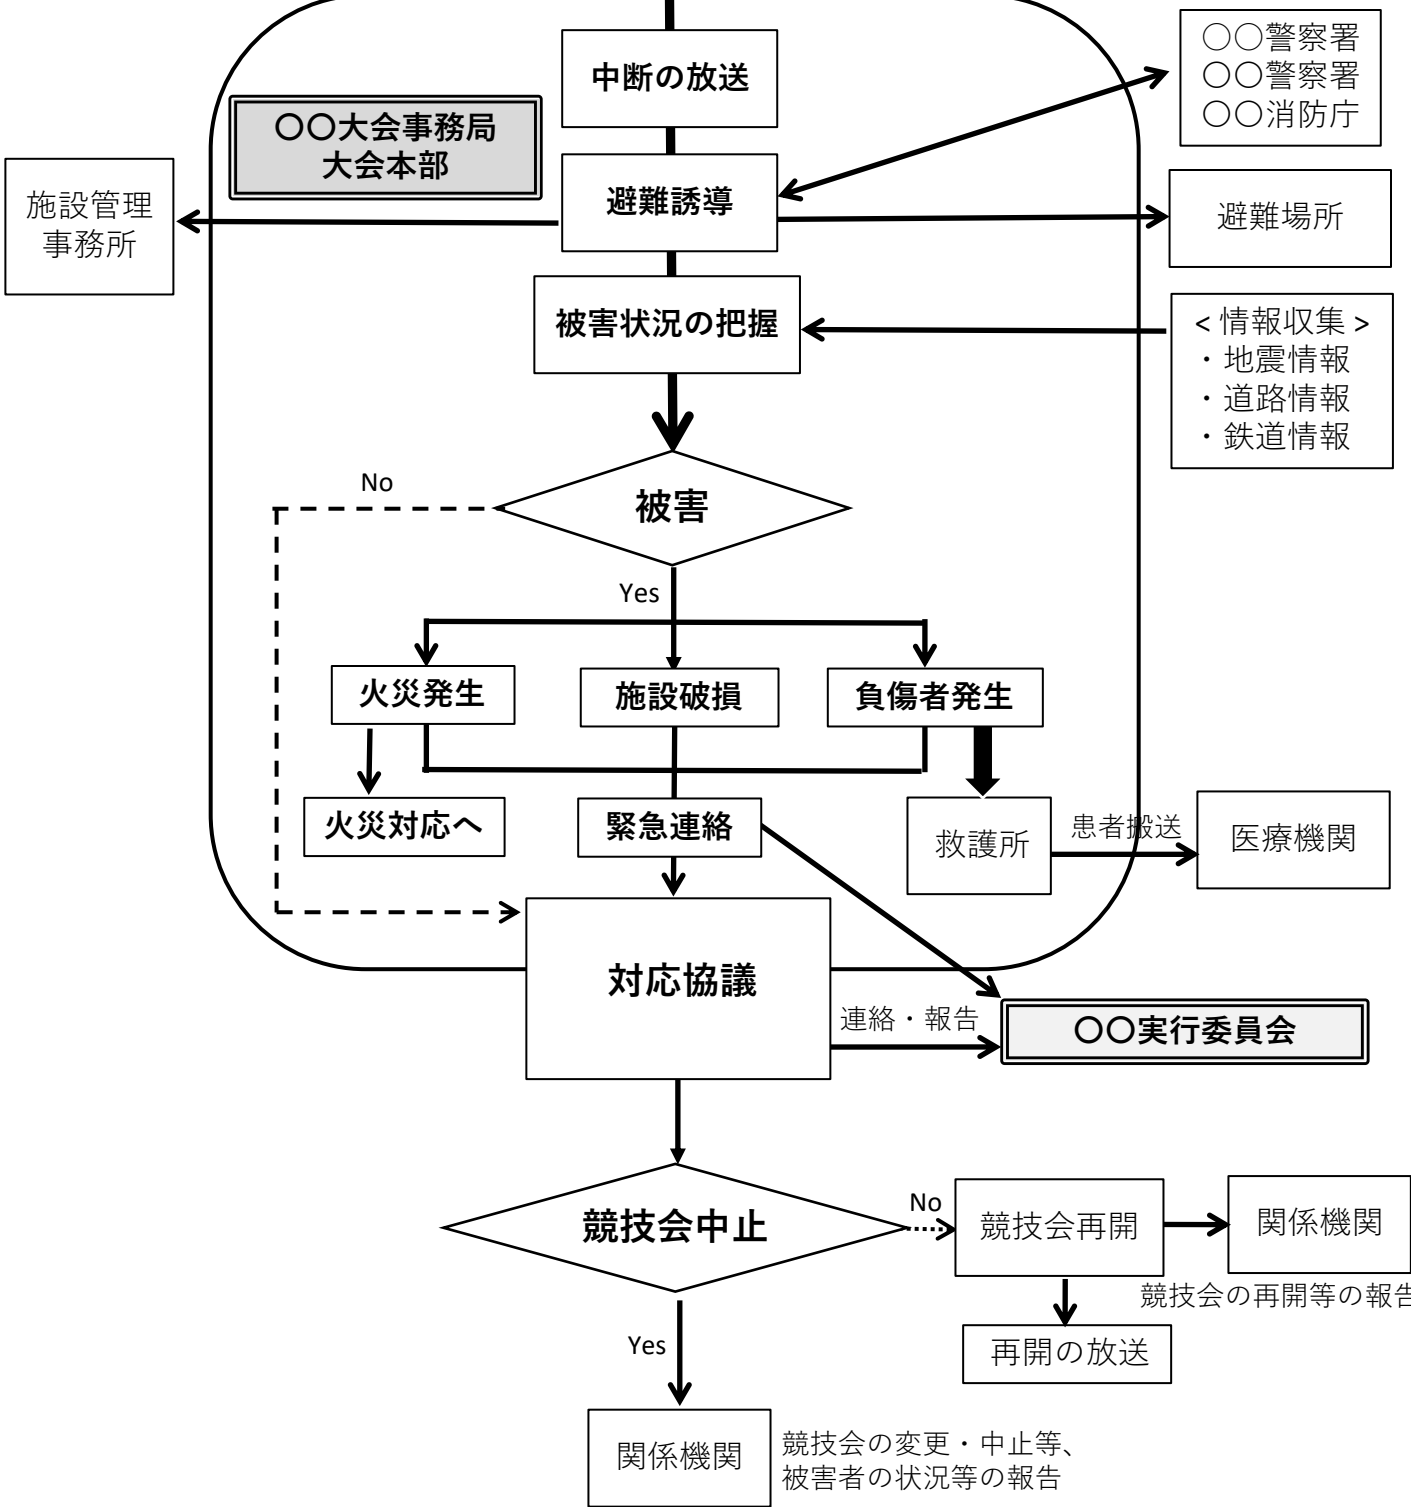 中断の放送
○○警察署
○○警察署
○○消防庁
○○大会事務局
大会本部
施設管理
事務所
避難誘導
避難場所
被害状況の把握
<情報収集>
・地震情報
・道路情報
・鉄道情報
No
被害
Yes
火災発生
施設破損
負傷者発生
火災対応へ
緊急連絡
救護所
患者搬送
医療機関
対応協議
連絡・報告
○○実行委員会
競技会中止
No
競技会再開
関係機関
競技会の再開等の報告
再開の放送
Yes
関係機関
競技会の変更・中止等、
被害者の状況等の報告